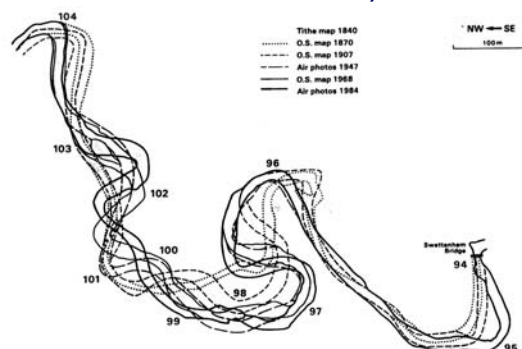 104
Tithe map 1840
O.S. map 1870
O.S. map 1907
Air photos 1947
O.S. map 1968
Air photos 1984
NW SE
100m
103
102
96
101
100
99
98
97
Swettenham
Bridge
94
95